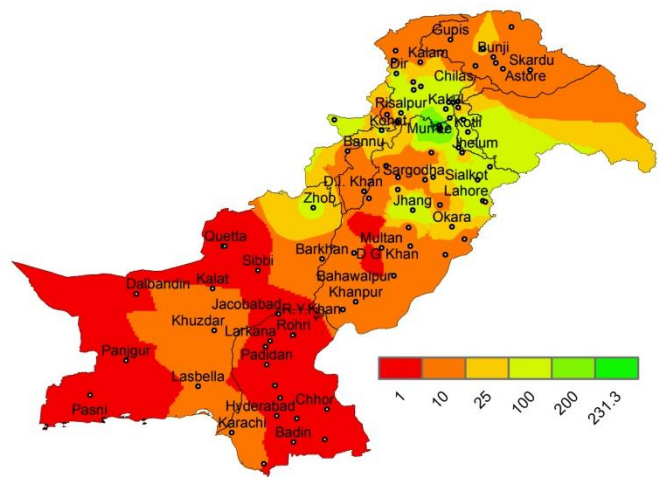 Gupis
Kalam
Bunji
Dir
Skardu
Chilas
Astore
Risalpur
Kakul
Kohat
Murree
Kotli
Bannu
Jhelum
D.I. Khan
Sargodha
Sialkot
Zhob
Jhang
Lahore
Okara
Quetta
Multan
Barkhan
D G Khan
Sibbi
Bahawalpur
Dalbandin
Kalat
Khanpur
Jacobabad
R.Y.Khan
Khuzdar
Larkana
Rohri
Panjgur
Padidan
Lasbella
Pasni
Hyderabad
Chhor
Karachi
Badin
1
10
25
100
200
231.3